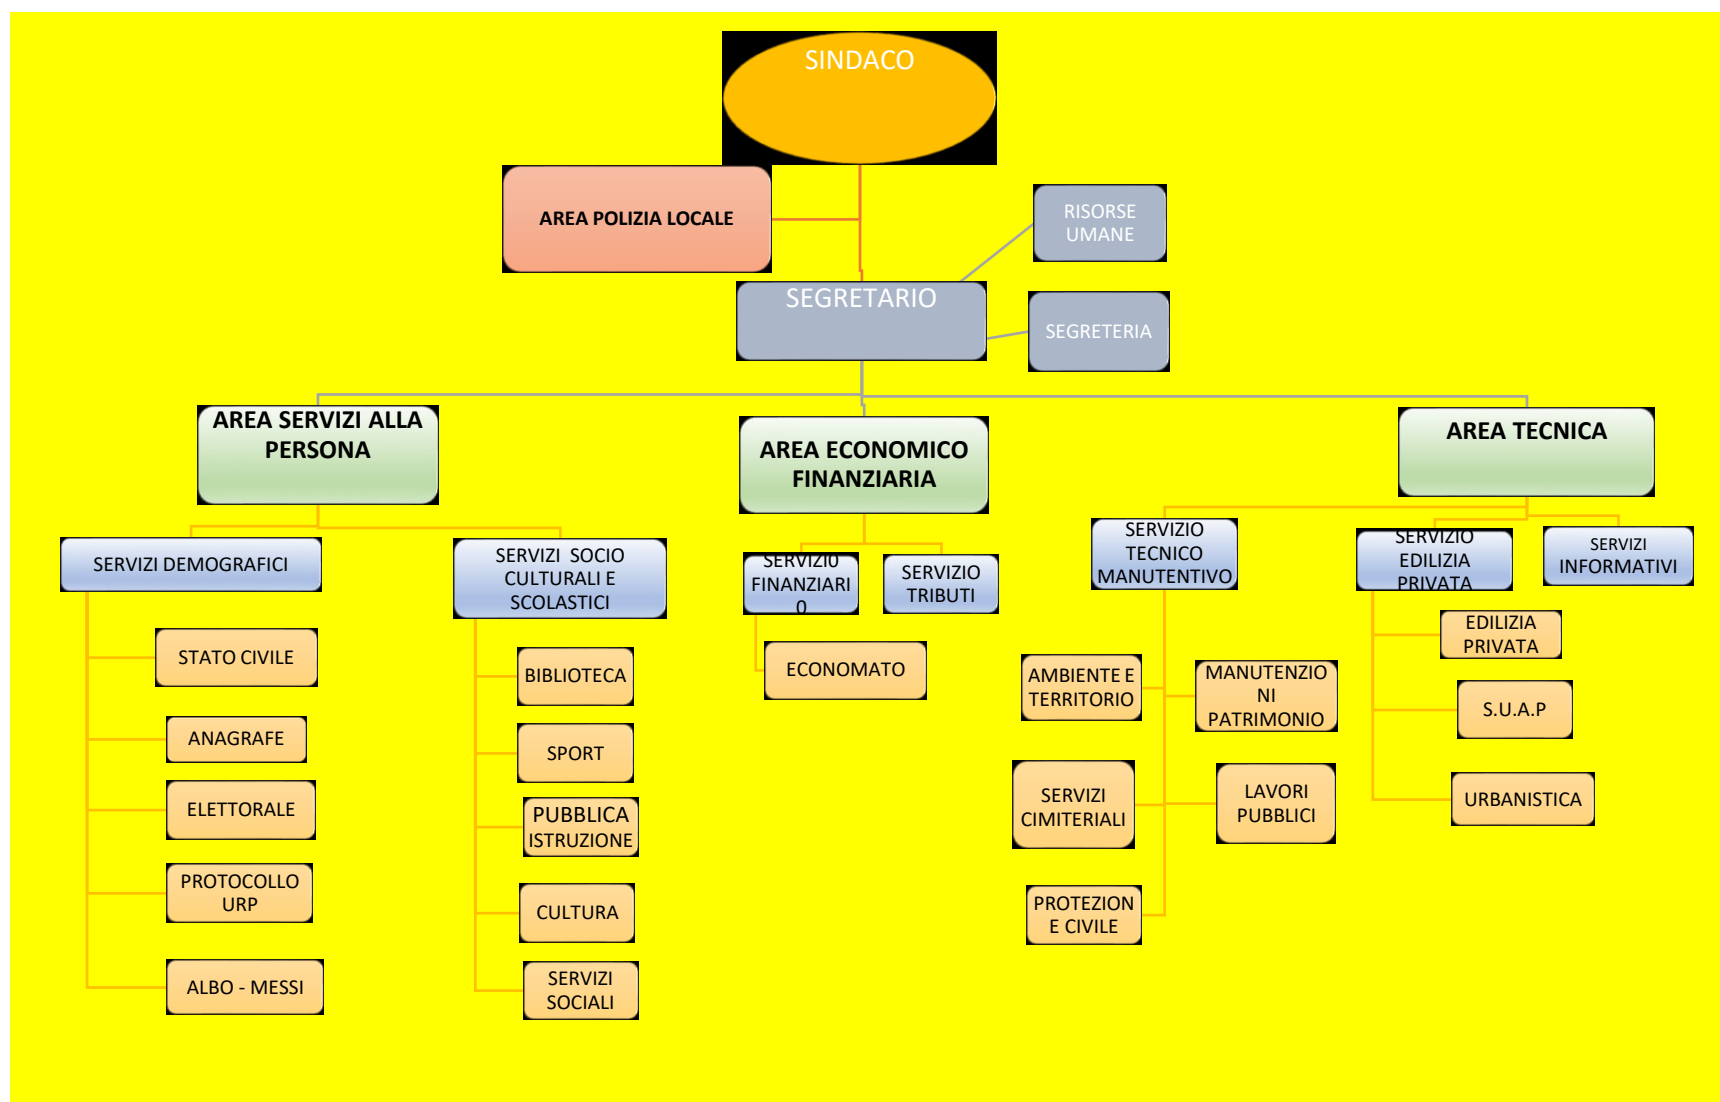 SINDACO
AREA POLIZIA LOCALE
RISORSE
UMANE
SEGRETARIO
SEGRETERIA
AREA SERVIZI ALLA
PERSONA
AREA ECONOMICO
FINANZIARIA
AREA TECNICA
SERVIZI DEMOGRAFICI
STATO CIVILE
ANAGRAFE
ELETTORALE
PROTOCOLLO
URP
ALBO - MESSI
SERVIZI SOCIO
CULTURALI E
SCOLASTICI
BIBLIOTECA
SPORT
PUBBLICA
ISTRUZIONE
CULTURA
SERVIZI
SOCIALI
SERVIZI0
FINANZIARI
0
ECONOMATO
SERVIZIO
TRIBUTI
SERVIZIO
TECNICO
MANUTENTIVO
AMBIENTE E
TERRITORIO
MANUTENZIO
NI
PATRIMONIO
SERVIZI
CIMITERIALI
LAVORI
PUBBLICI
PROTEZION
E CIVILE
SERVIZIO
EDILIZIA
PRIVATA
EDILIZIA
PRIVATA
S.U.A.P
URBANISTICA
SERVIZI
INFORMATIVI